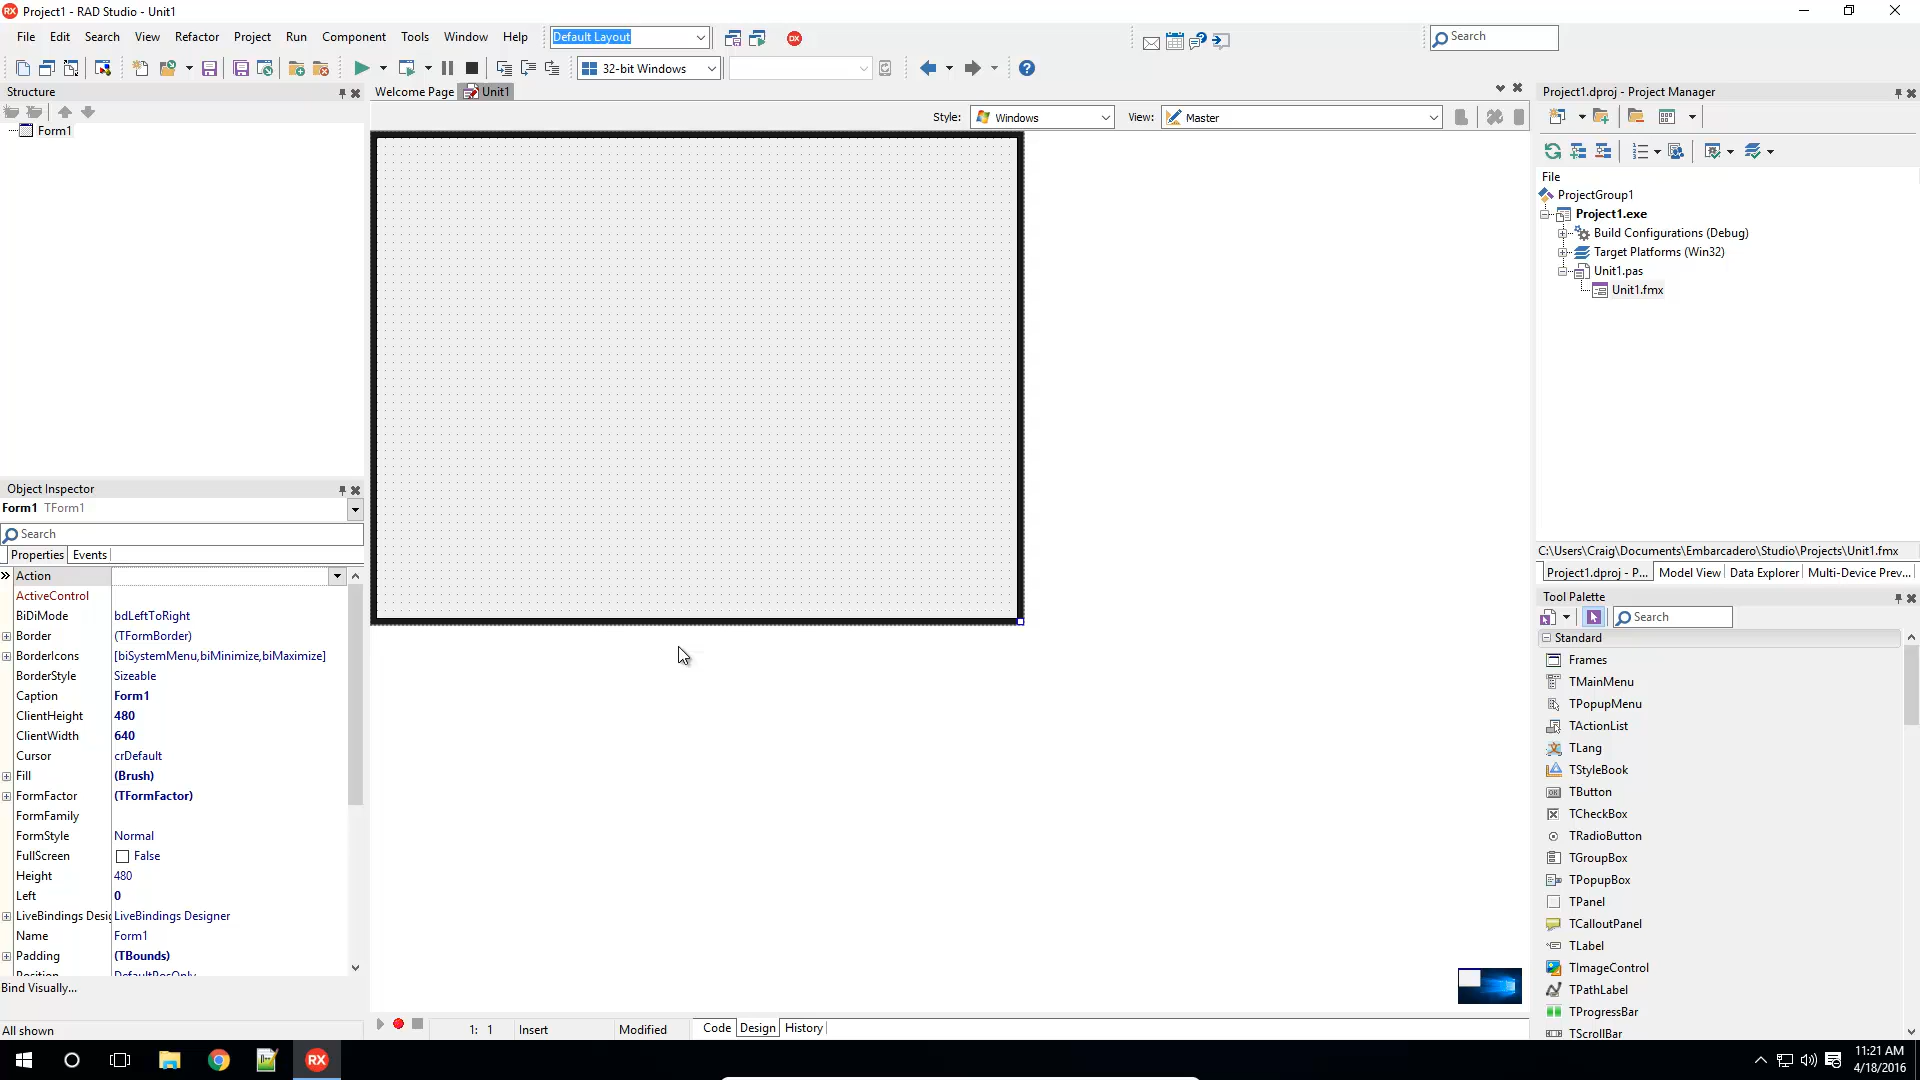 Project1 - RAD Studio - Unit1
File Edit Search View Refactor Project Run Component Tools Window Help
Default Layout
Search
32-bit Windows
Structure
Form1
Welcome Page
Unit1
Style:
Windows
View:
Master
Project1.dproj - Project Manager
File
ProjectGroup1
Project1.exe
Build Configurations (Debug)
Target Platforms (Win32)
Unit1.pas
Unit1.fmx
Object Inspector
Form1 TForm1
Search
Properties Events
Action
ActiveControl
BiDiMode bdLeftToRight
Border (TFormBorder)
BorderIcons [biSystemMenu,biMinimize,biMaximize]
BorderStyle Sizeable
Caption Form1
ClientHeight 480
ClientWidth 640
Cursor crDefault
Fill (Brush)
FormFactor (TFormFactor)
FormFamily
FormStyle Normal
FullScreen False
Height 480
Left 0
LiveBindings Desi LiveBindings Designer
Name Form1
Padding (TBounds)
Position DefaultPosOnly
Bind Visually...
All shown
1: 1
Insert
Modified
Code Design History
C:\Users\Craig\Documents\Embarcadero\Studio\Projects\Unit1.fmx
Project1.dproj - P... Model View Data Explorer Multi-Device Prev...
Tool Palette
Search
Standard
Frames
TMainMenu
TPopupMenu
TActionList
TLang
TStyleBook
TButton
TCheckBox
TRadioButton
TGroupBox
TPopupBox
TPanel
TCalloutPanel
TLabel
TImageControl
TPathLabel
TProgressBar
TScrollBar
RX
11:21 AM
4/18/2016